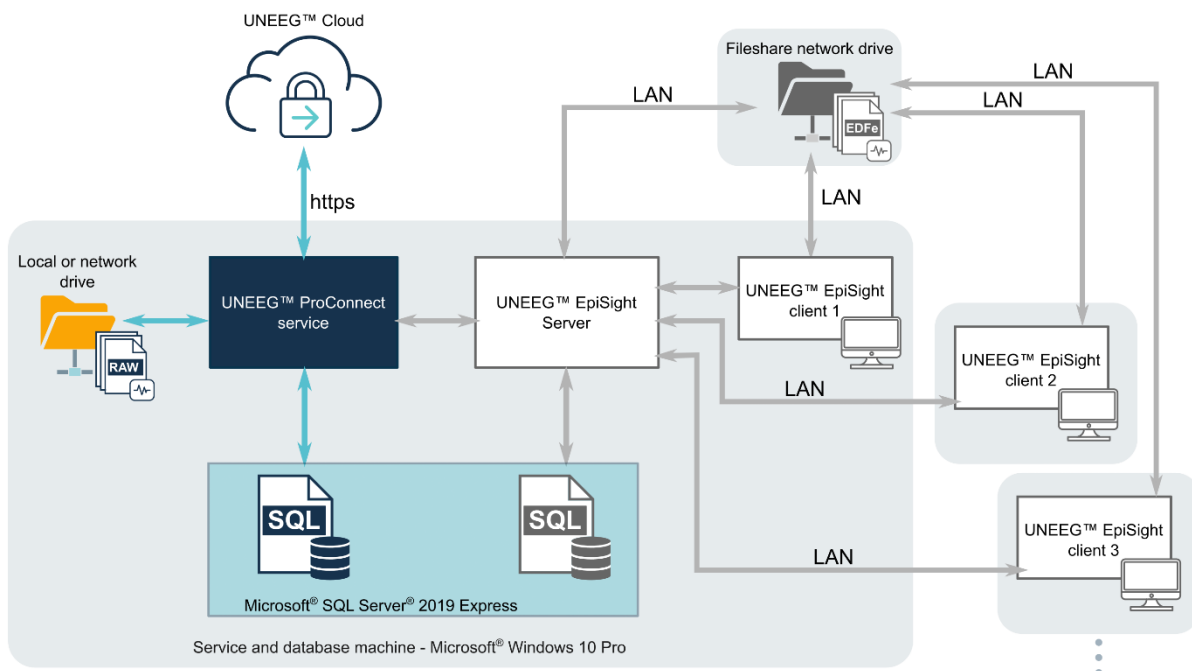 UNEEG™ Cloud
Fileshare network drive
LAN
LAN
LAN
EDFe
https
LAN
Local or network
drive
RAW
UNEEG™ ProConnect
service
UNEEG™ EpiSight
Server
UNEEG™ EpiSight
client 1
UNEEG™ EpiSight
client 2
LAN
SQL
SQL
UNEEG™ EpiSight
client 3
LAN
Microsoft® SQL Server® 2019 Express
Service and database machine - Microsoft® Windows 10 Pro